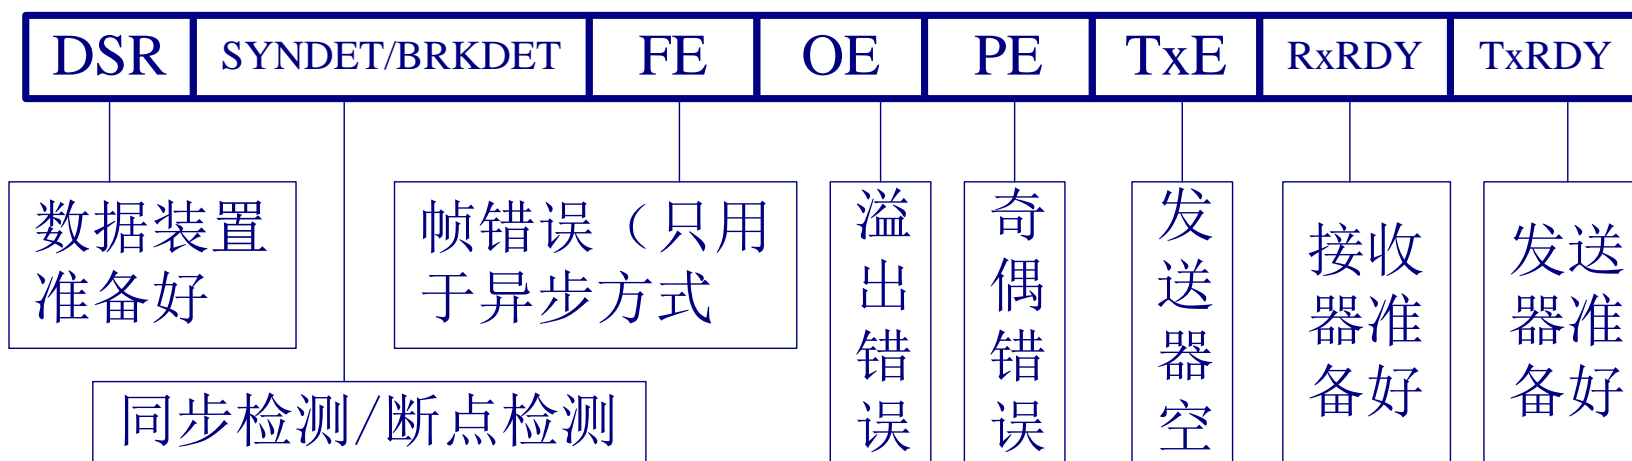 DSR SYNDET/BRKDET FE OE PE TxE RxRDY TxRDY
数据装置
准备好
同步检测/断点检测
帧错误（只用
于异步方式
溢
出
错
误
奇
偶
错
误
发
送
器
空
接收
器准
备好
发送
器准
备好